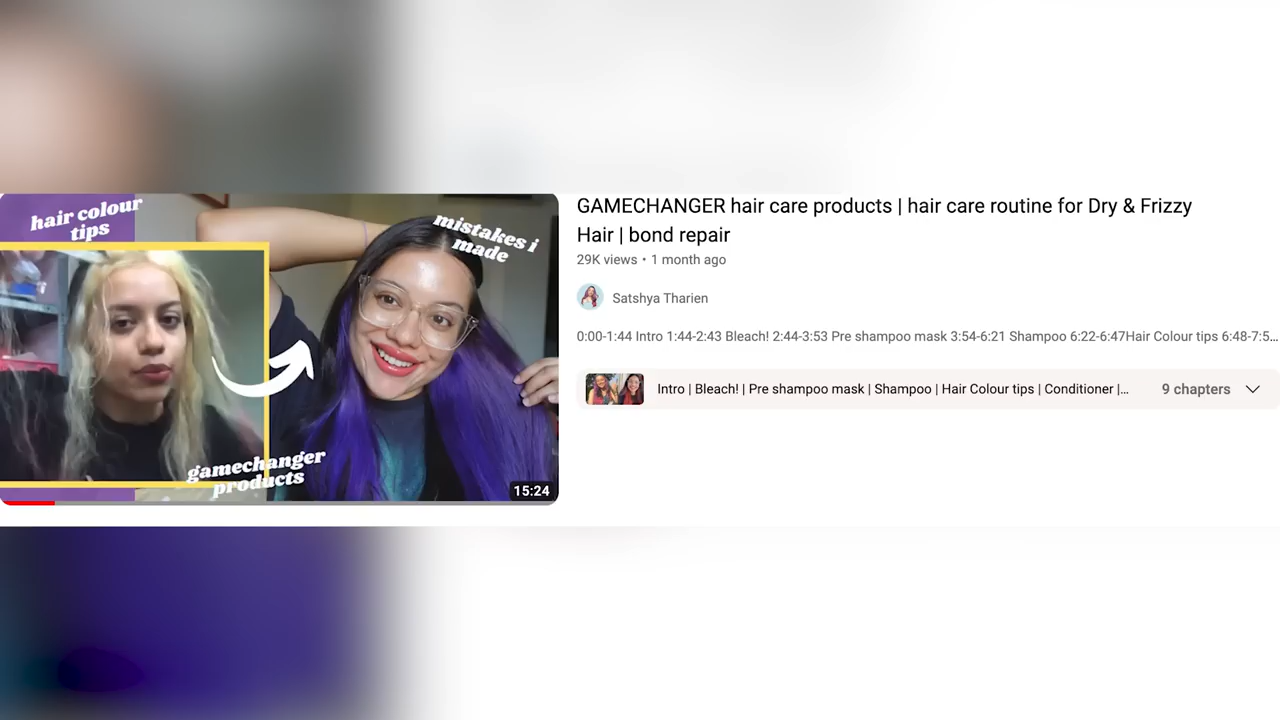 hair colour
tips
mistakes i
made
gamechanger
products
15:24
GAMECHANGER hair care products | hair care routine for Dry & Frizzy
Hair | bond repair
29K views • 1 month ago
Satshya Tharien
0:00-1:44 Intro 1:44-2:43 Bleach! 2:44-3:53 Pre shampoo mask 3:54-6:21 Shampoo 6:22-6:47Hair Colour tips 6:48-7:5...
Intro | Bleach! | Pre shampoo mask | Shampoo | Hair Colour tips | Conditioner |...
9 chapters